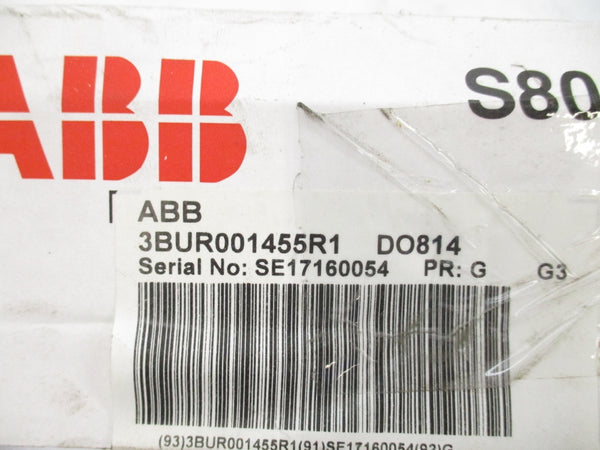 ABB
S80
ABB
3BUR001455R1 DO814
Serial No: SE17160054 PR: G G3
(93)3BUR001455R1(91)SE17160054(92)G